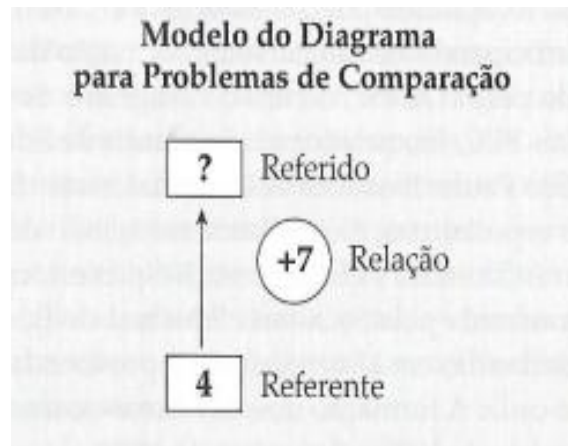 Modelo do Diagrama
para Problemas de Comparação
? Referido
+7 Relação
4 Referente